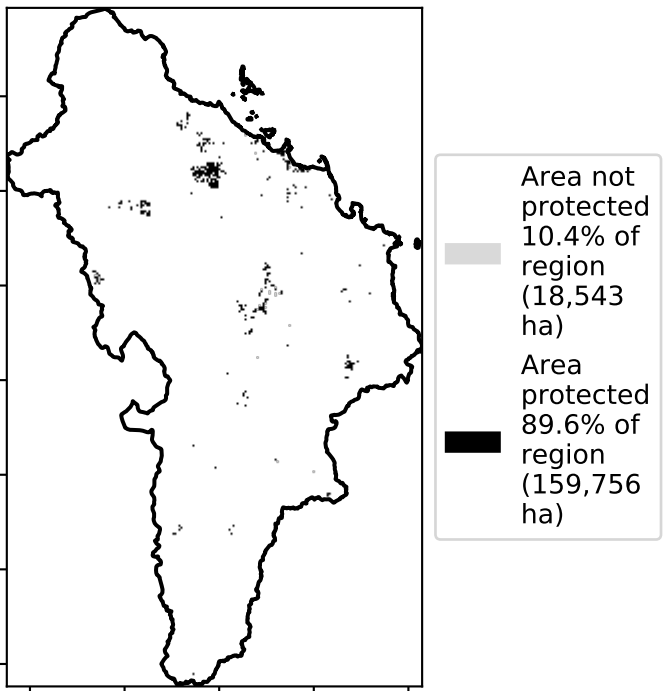 Area not
protected
10.4% of
region
(18,543
ha)
Area
protected
89.6% of
region
(159,756
ha)